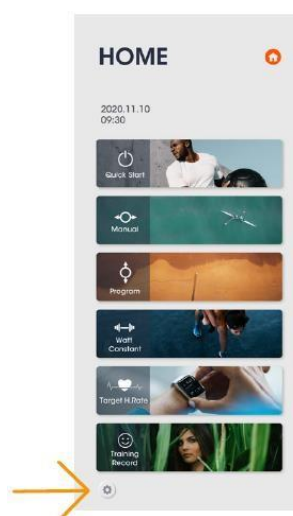 HOME
2020.11.10
09:30
Quick Start
Manual
Program
Watt
Constant
Target H.Rate
Training
Record